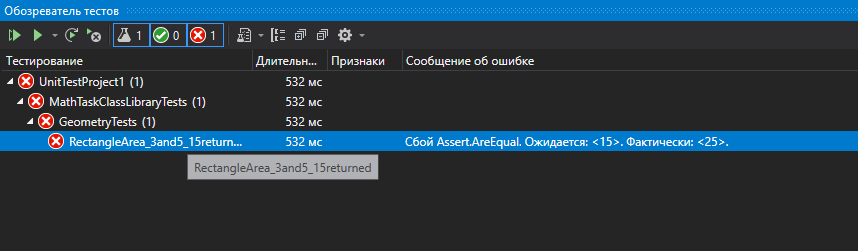 Обозреватель тестов
1 0 1
Тестирование Длительн... Признаки Сообщение об ошибке
UnitTestProject1 (1) 532 мс
MathTaskClassLibraryTests (1) 532 мс
GeometryTests (1) 532 мс
RectangleArea_3and5_15return... 532 мс Сбой Assert.AreEqual. Ожидается: <15>. Фактически: <25>.
RectangleArea_3and5_15returned